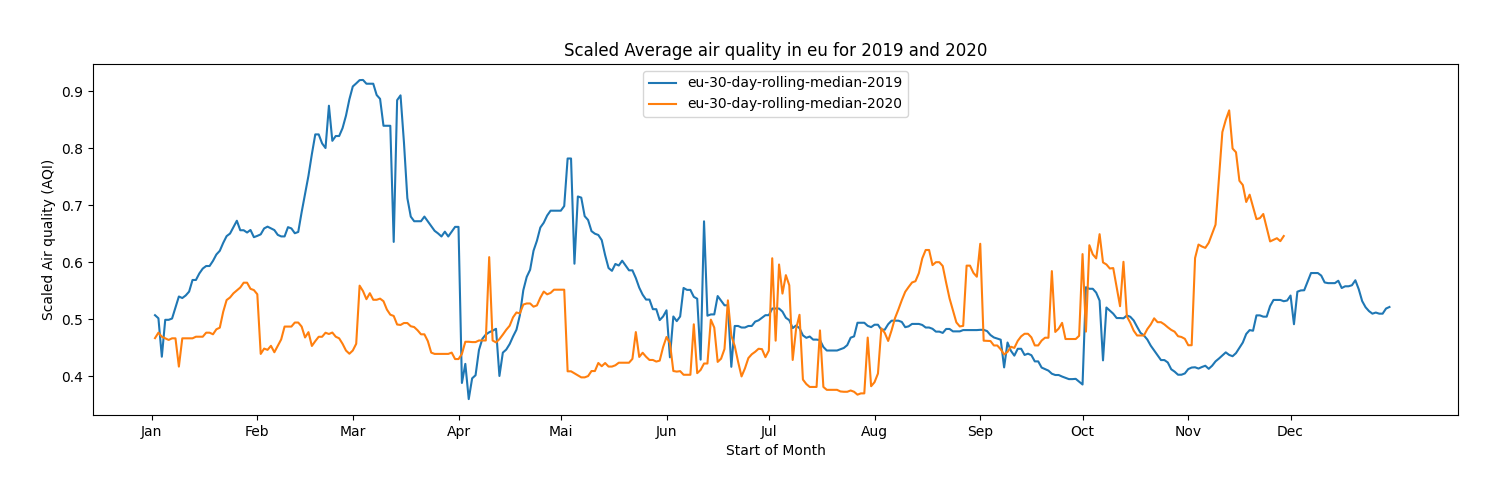 Scaled Average air quality in eu for 2019 and 2020
eu-30-day-rolling-median-2019
eu-30-day-rolling-median-2020
Scaled Air quality (AQI)
0.9
0.8
0.7
0.6
0.5
0.4
Jan Feb Mar Apr Mai Jun Jul Aug Sep Oct Nov Dec
Start of Month